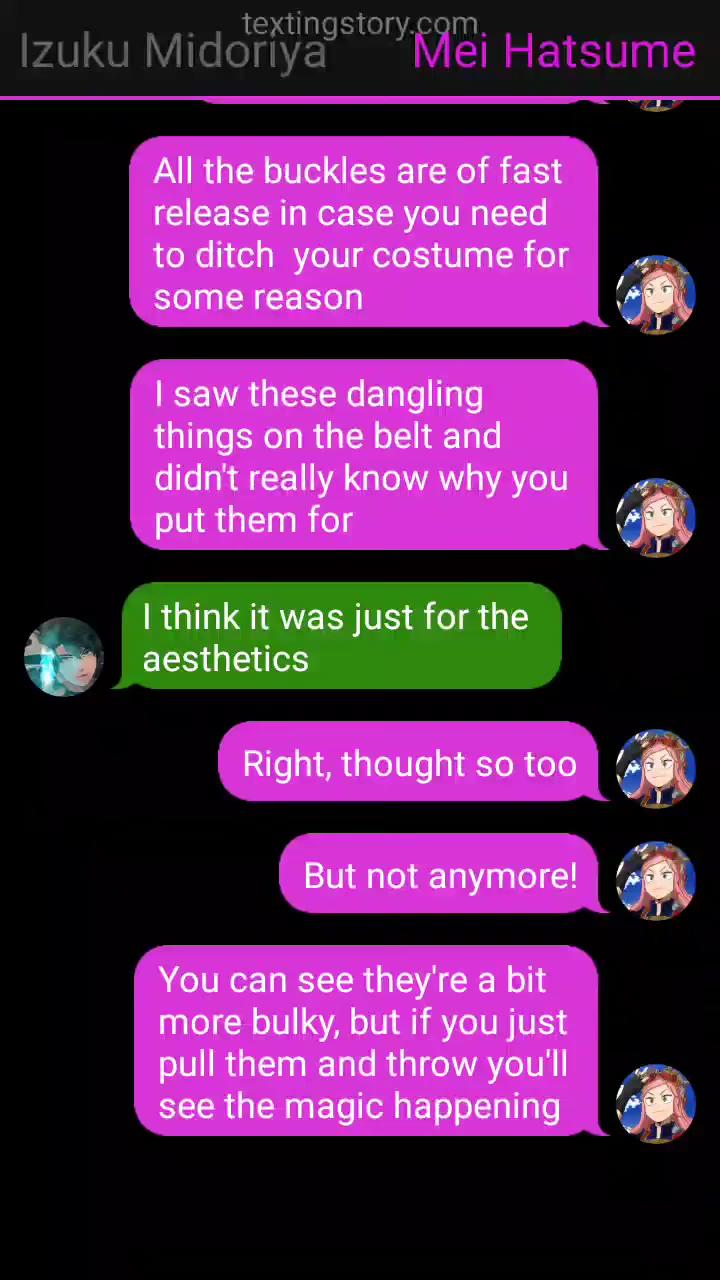 textingstory.com
Izuku Midoriya Mei Hatsume
All the buckles are of fast
release in case you need
to ditch  your costume for
some reason
I saw these dangling
things on the belt and
didn't really know why you
put them for
I think it was just for the
aesthetics
Right, thought so too
But not anymore!
You can see they're a bit
more bulky, but if you just
pull them and throw you'll
see the magic happening